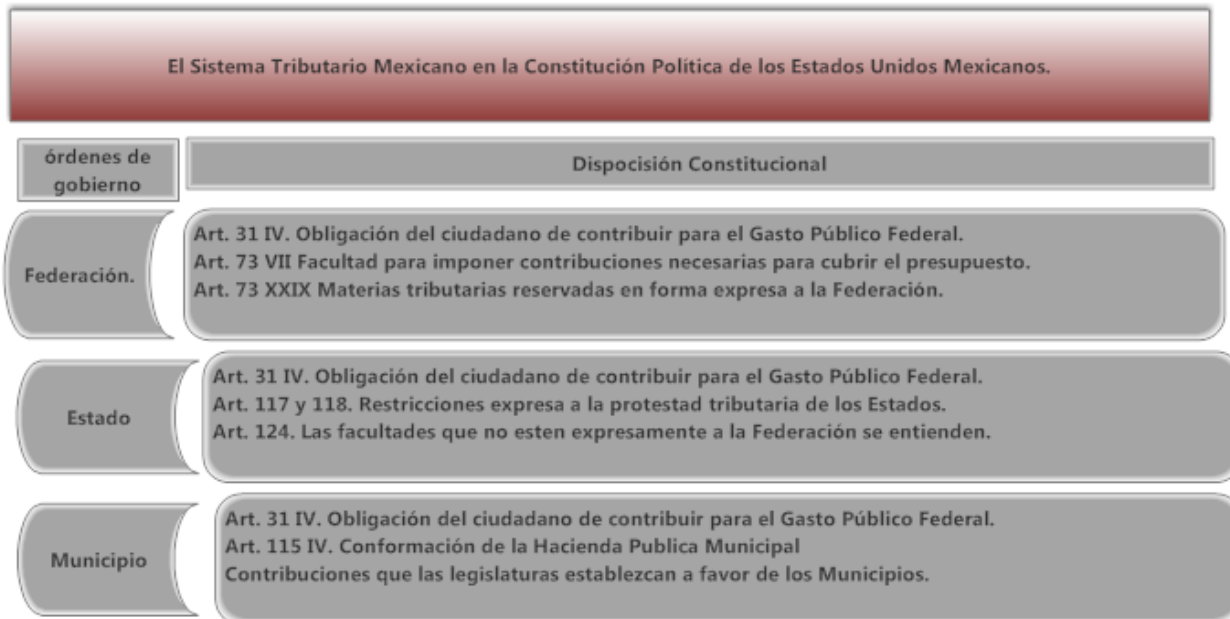 El Sistema Tributario Mexicano en la Constitución Política de los Estados Unidos Mexicanos.
órdenes de
gobierno
Dispocisión Constitucional
Federación.
Art. 31 IV. Obligación del ciudadano de contribuir para el Gasto Público Federal.
Art. 73 VII Facultad para imponer contribuciones necesarias para cubrir el presupuesto.
Art. 73 XXIX Materias tributarias reservadas en forma expresa a la Federación.
Estado
Art. 31 IV. Obligación del ciudadano de contribuir para el Gasto Público Federal.
Art. 117 y 118. Restricciones expresa a la protestad tributaria de los Estados.
Art. 124. Las facultades que no esten expresamente a la Federación se entienden.
Municipio
Art. 31 IV. Obligación del ciudadano de contribuir para el Gasto Público Federal.
Art. 115 IV. Conformación de la Hacienda Publica Municipal
Contribuciones que las legislaturas establezcan a favor de los Municipios.